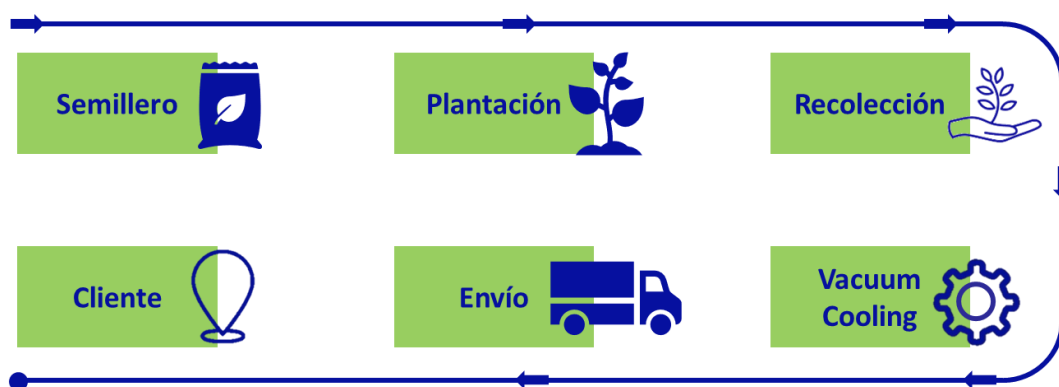 Semillero
Plantación
Recolección
Vacuum
Cooling
Envío
Cliente